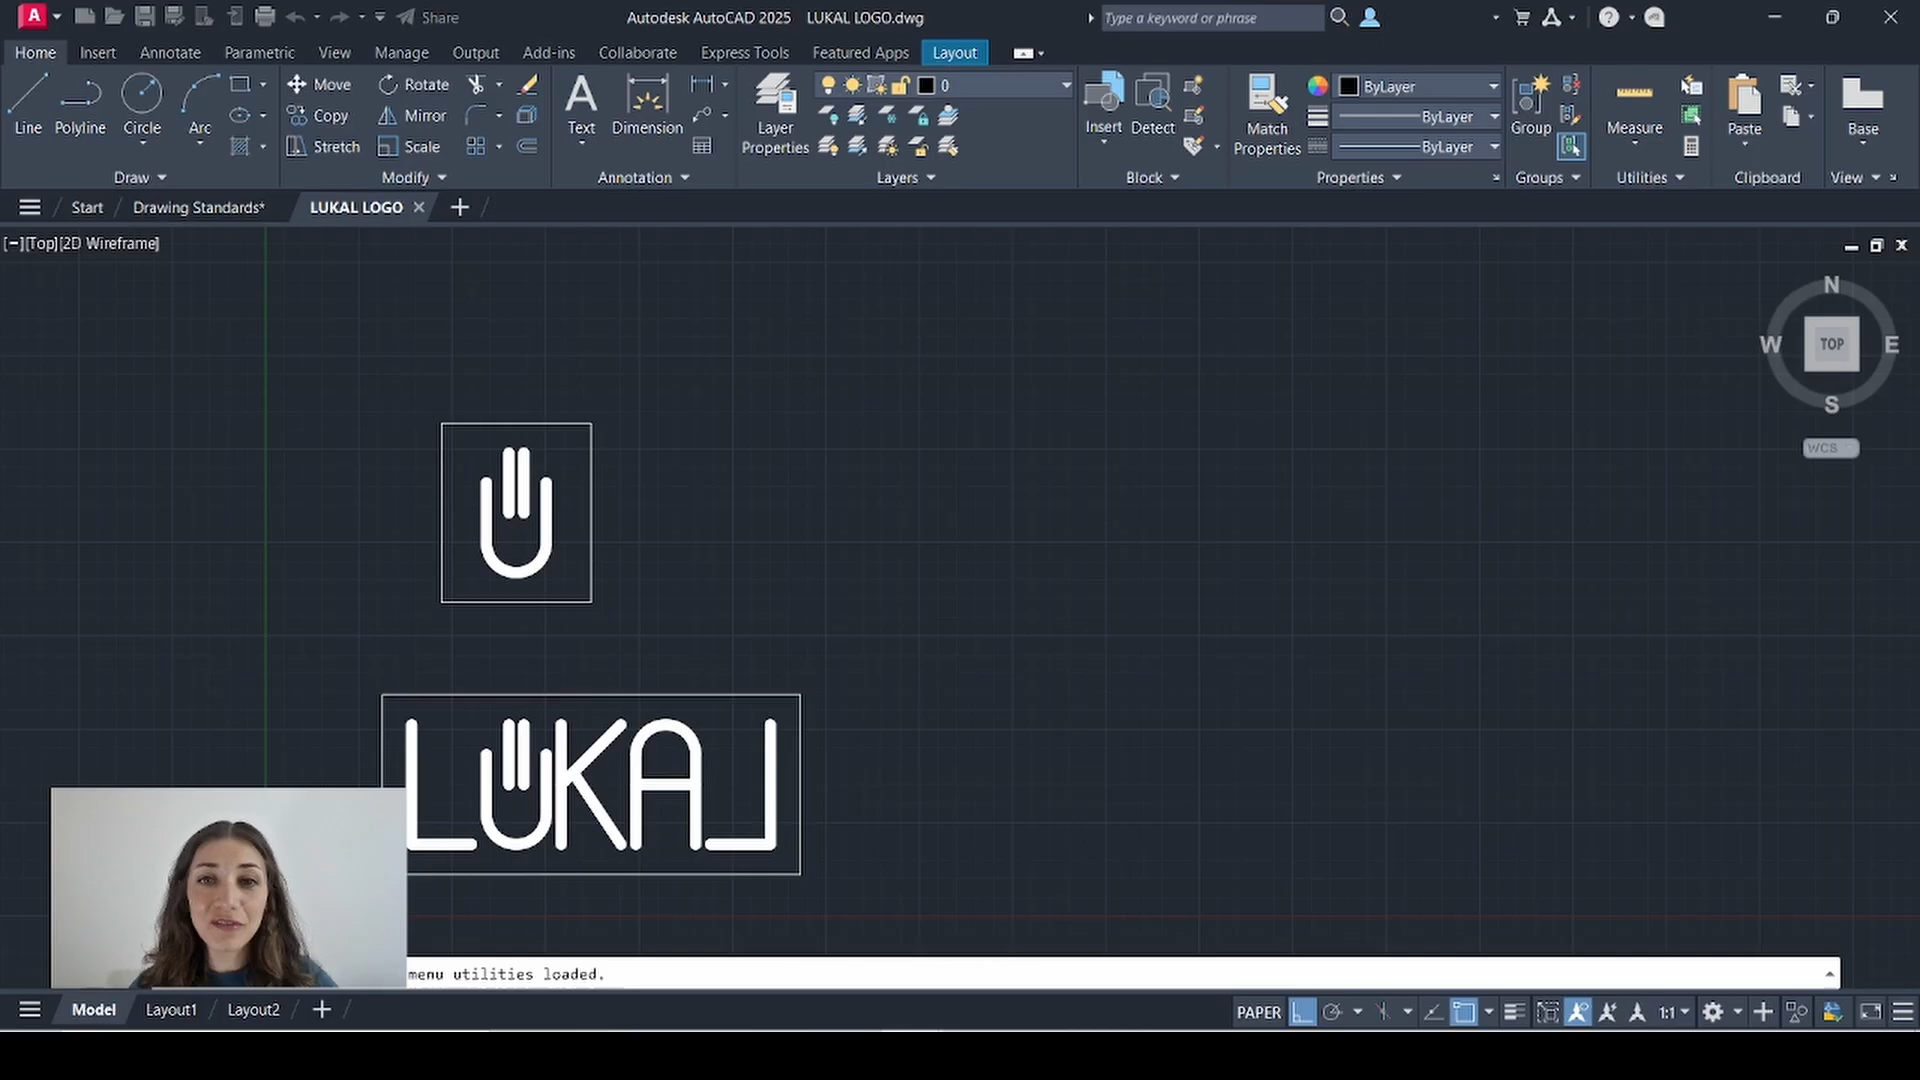 Share
Autodesk AutoCAD 2025 LUKAL LOGO.dwg
Type a keyword or phrase
Home Insert Annotate Parametric View Manage Output Add-ins Collaborate Express Tools Featured Apps Layout
Line Polyline Circle Arc
Move Rotate
Copy Mirror
Stretch Scale
Text Dimension
Layer Properties
0
Insert Detect
Match Properties
ByLayer
ByLayer
ByLayer
Group Measure Paste Base
Draw Modify Annotation Layers Block Properties Groups Utilities Clipboard View
Start Drawing Standards* LUKAL LOGO
[−][Top][2D Wireframe]
N
W TOP E
S
WCS
LUKAL
menu utilities loaded.
Model Layout1 Layout2
PAPER 1:1